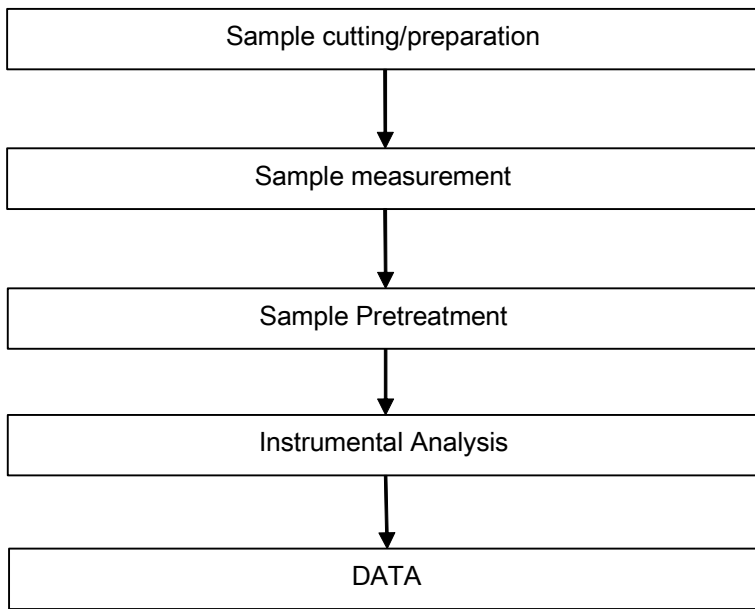 Sample cutting/preparation
Sample measurement
Sample Pretreatment
Instrumental Analysis
DATA